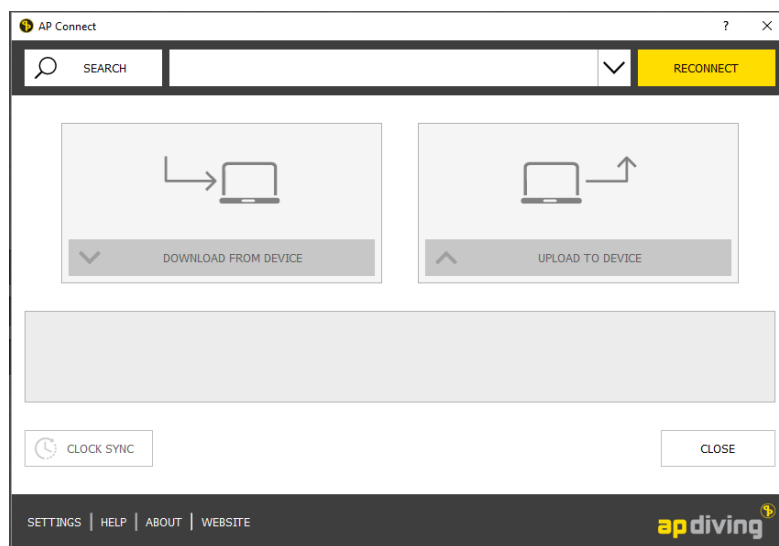 AP Connect
SEARCH
RECONNECT
DOWNLOAD FROM DEVICE
UPLOAD TO DEVICE
CLOCK SYNC
CLOSE
SETTINGS | HELP | ABOUT | WEBSITE
apdiving